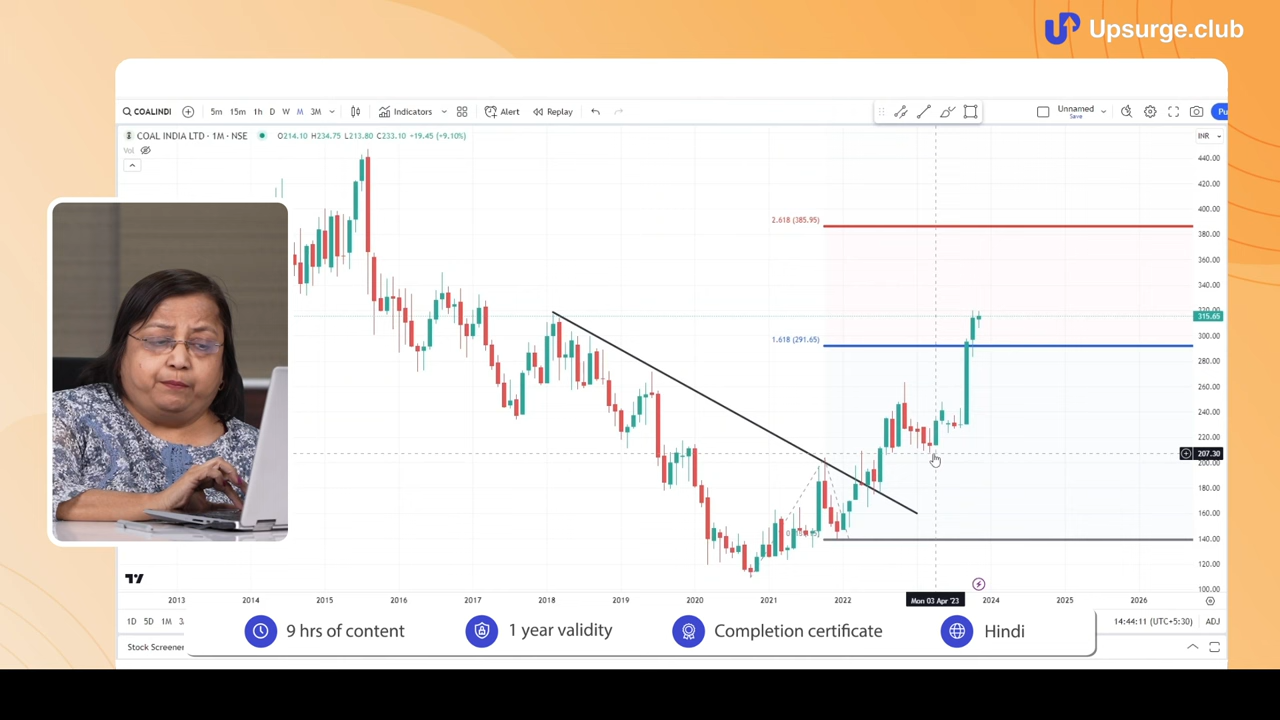 Upsurge.club
COALINDI 5m 15m 1h D W M 3M Indicators Alert Replay Unnamed
Save
COAL INDIA LTD · 1M · NSE O214.10 H234.75 L213.80 C233.10 +19.45 (+9.10%) INR
Vol
440.00
420.00
400.00
2.618 (385.95)
380.00
360.00
340.00
315.65
300.00
1.618 (291.65)
280.00
260.00
240.00
220.00
207.30
200.00
180.00
160.00
140.00
120.00
100.00
2013 2014 2015 2016 2017 2018 2019 2020 2021 2022 Mon 03 Apr '23 2024 2025 2026
1D 5D 1M 14:44:11 (UTC+5:30) ADJ
9 hrs of content 1 year validity Completion certificate Hindi
Stock Screener